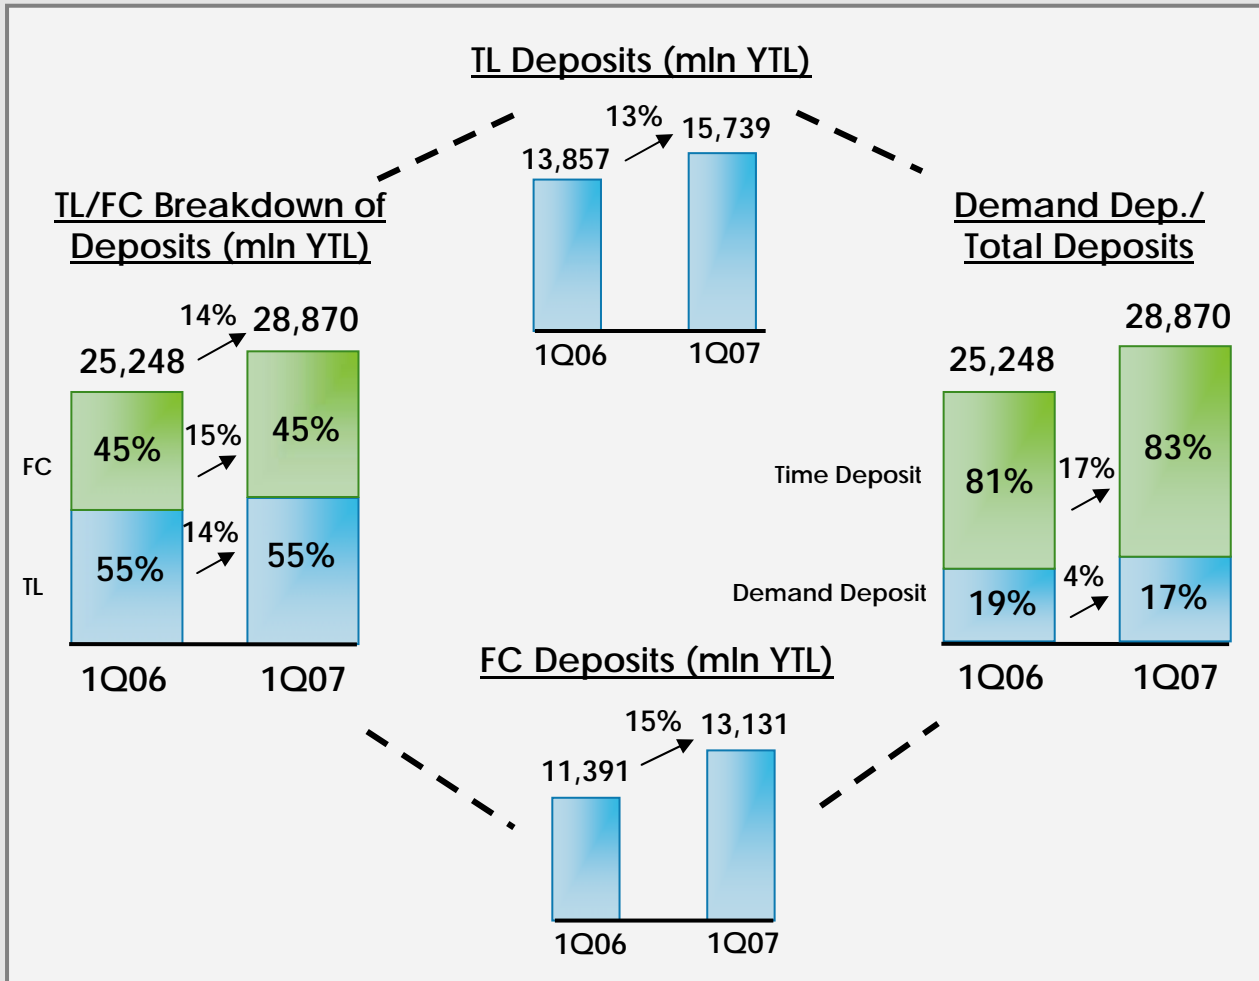 TL Deposits (mln YTL)
13%
13,857
15,739
1Q06
1Q07
TL/FC Breakdown of
Deposits (mln YTL)
14%
25,248
28,870
FC
45%
15%
45%
TL
55%
14%
55%
1Q06
1Q07
Demand Dep./
Total Deposits
25,248
28,870
Time Deposit
81%
17%
83%
Demand Deposit
19%
4%
17%
1Q06
1Q07
FC Deposits (mln YTL)
15%
11,391
13,131
1Q06
1Q07